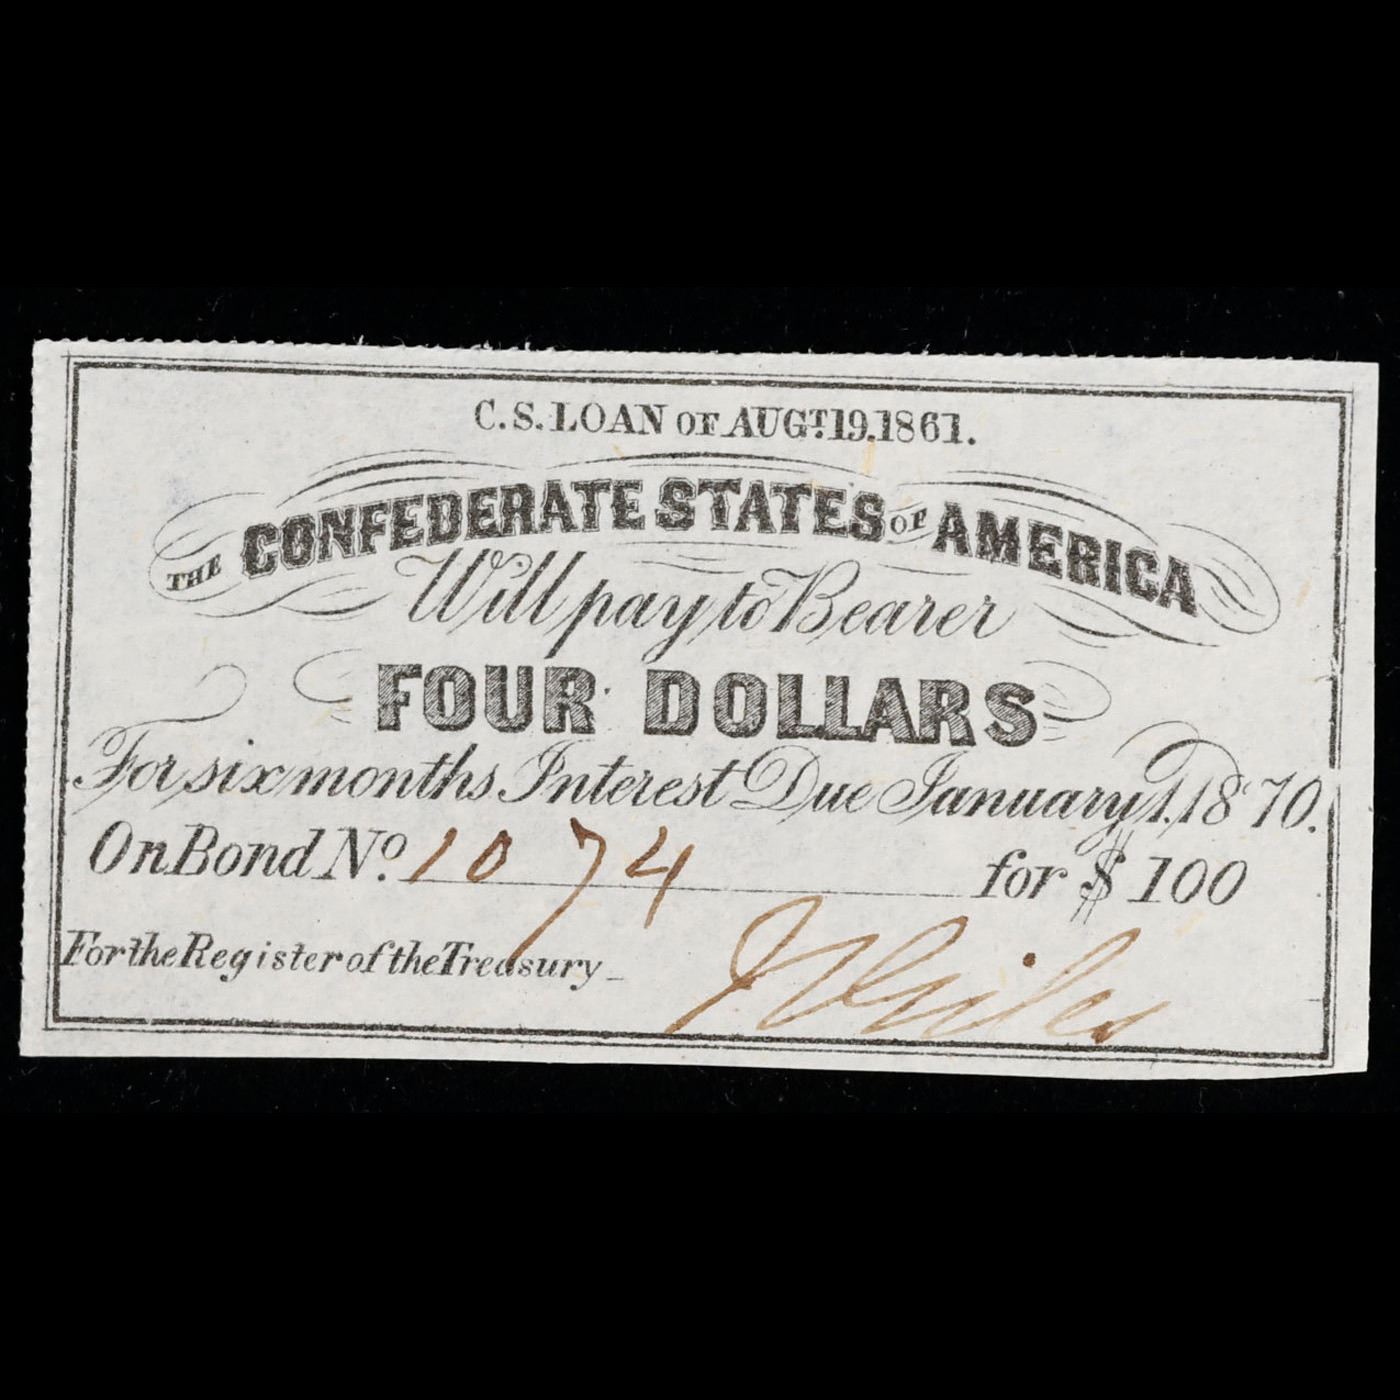 C. S. LOAN OF AUGT. 19. 1861.
THE CONFEDERATE STATES OF AMERICA
Will pay to Bearer
FOUR DOLLARS
For six months Interest Due January 1, 1870.
On Bond No. 1074 for $100
For the Register of the Treasury